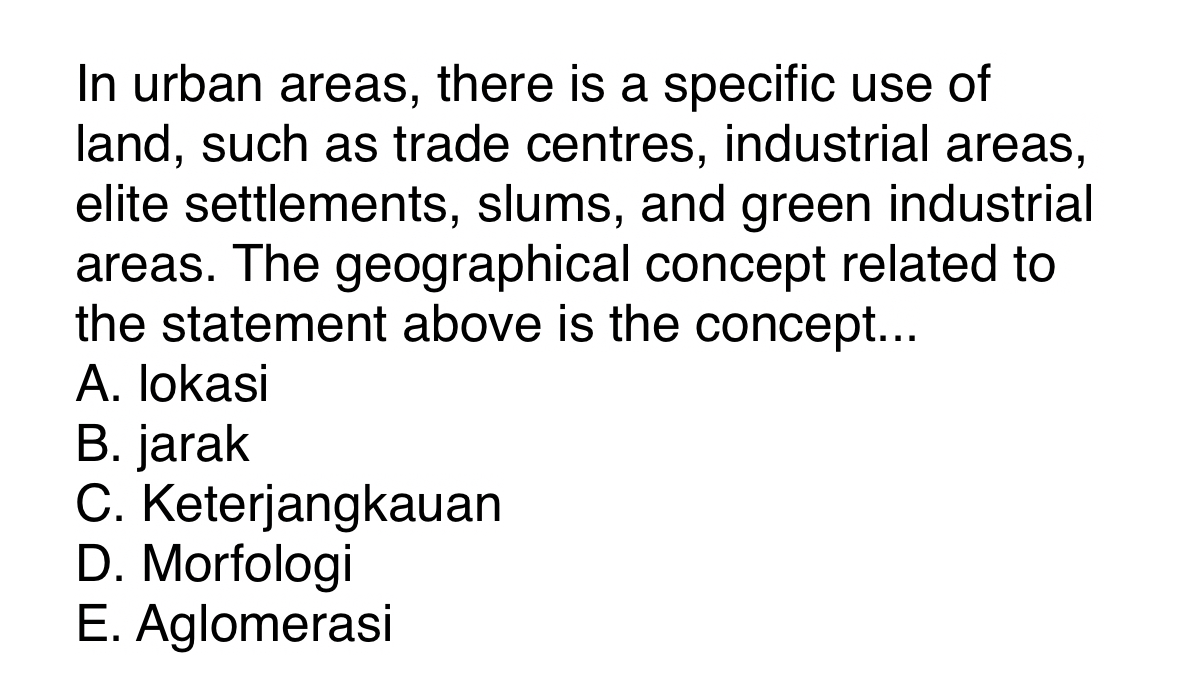 In urban areas, there is a specific use of
land, such as trade centres, industrial areas,
elite settlements, slums, and green industrial
areas. The geographical concept related to
the statement above is the concept...
A. lokasi
B. jarak
C. Keterjangkauan
D. Morfologi
E. Aglomerasi